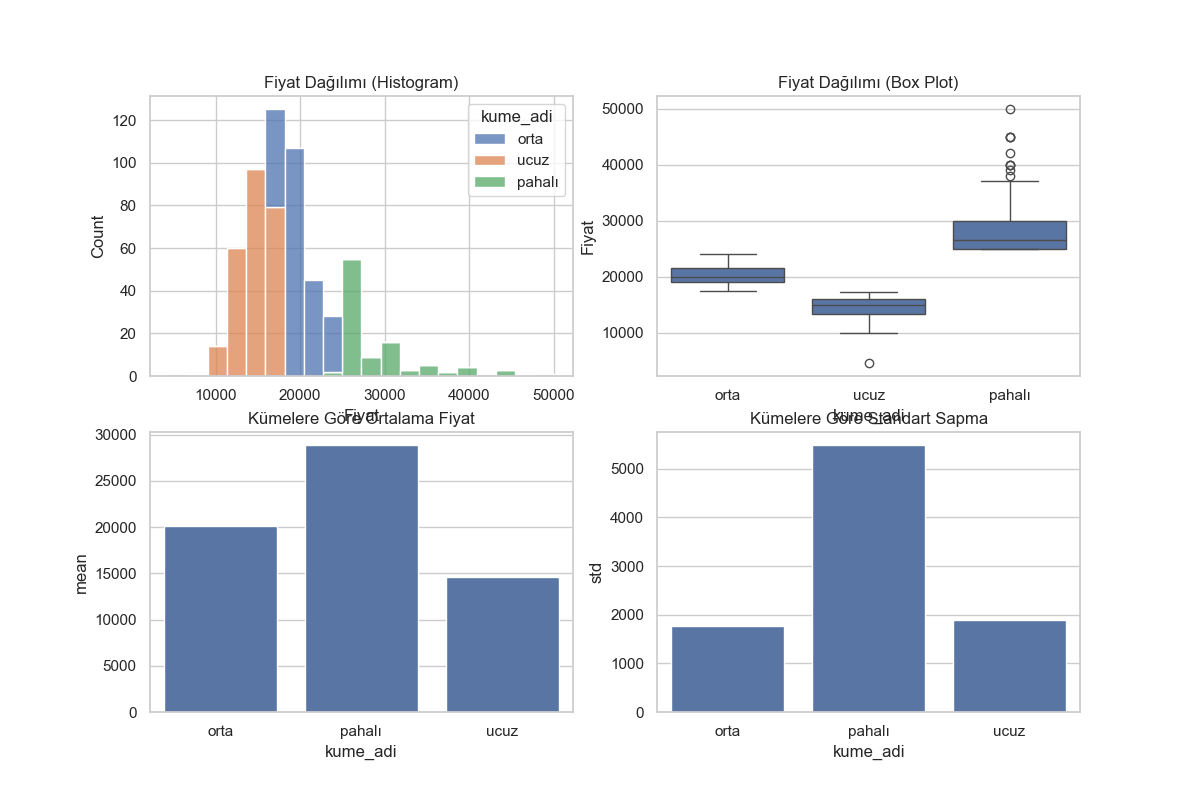 Fiyat Dağılımı (Histogram)
Count
120
100
80
60
40
20
0
kume_adi
orta
ucuz
pahalı
10000
20000
30000
40000
50000
Fiyat
Fiyat Dağılımı (Box Plot)
Fiyat
50000
40000
30000
20000
10000
orta
ucuz
pahalı
kume_adi
Kümelere Göre Ortalama Fiyat
mean
30000
25000
20000
15000
10000
5000
0
orta
pahalı
ucuz
kume_adi
Kümelere Göre Standart Sapma
std
5000
4000
3000
2000
1000
0
orta
pahalı
ucuz
kume_adi